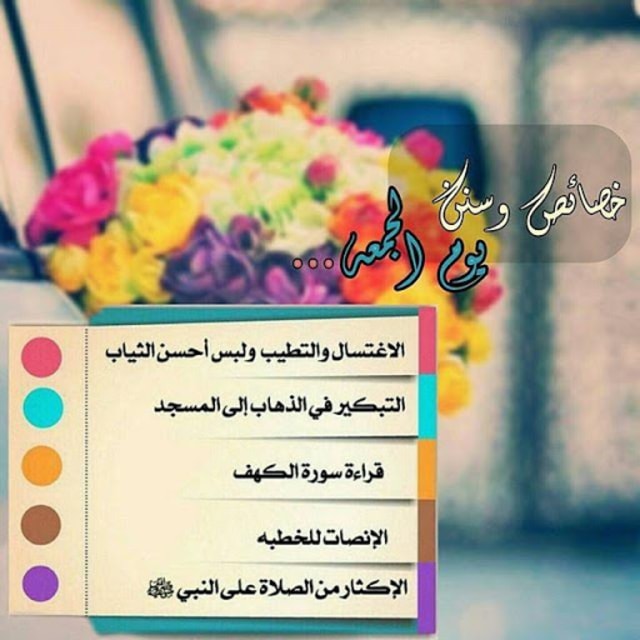 خصائص وسنن
يوم الجمعه...
الاغتسال والتطيب ولبس أحسن الثياب
التبكير في الذهاب إلى المسجد
قراءة سورة الكهف
الإنصات للخطبه
الإكثار من الصلاة على النبي ﷺ